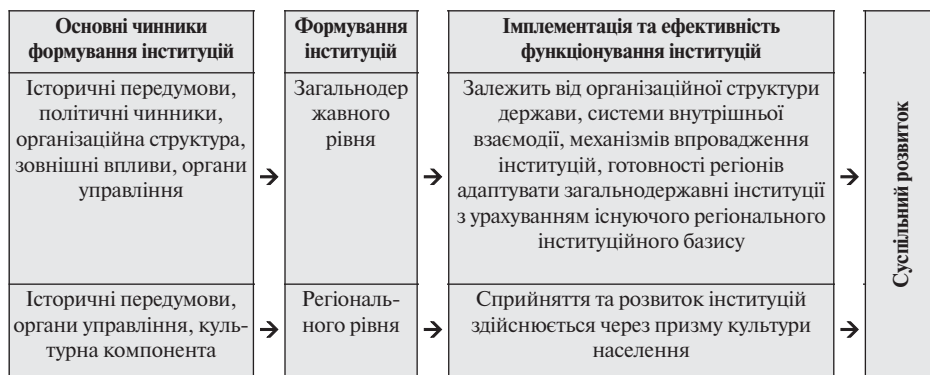 Основні чинники
формування інституцій
Формування
інституцій
Імплементація та ефективність
функціонування інституцій
Історичні передумови,
політичні чинники,
організаційна структура,
зовнішні впливи, органи
управління
→
Загальнодер
жавного
рівня
→
Залежить від організаційної структури
держави, системи внутрішньої
взаємодії, механізмів впровадження
інституцій, готовності регіонів
адаптувати загальнодержавні інституції
з урахуванням існуючого регіонального
інституційного базису
→
Історичні передумови,
органи управління, куль-
турна компонента
→
Регіональ-
ного рівня
→
Сприйняття та розвиток інституцій
здійснюється через призму культури
населення
→
Суспільний розвиток